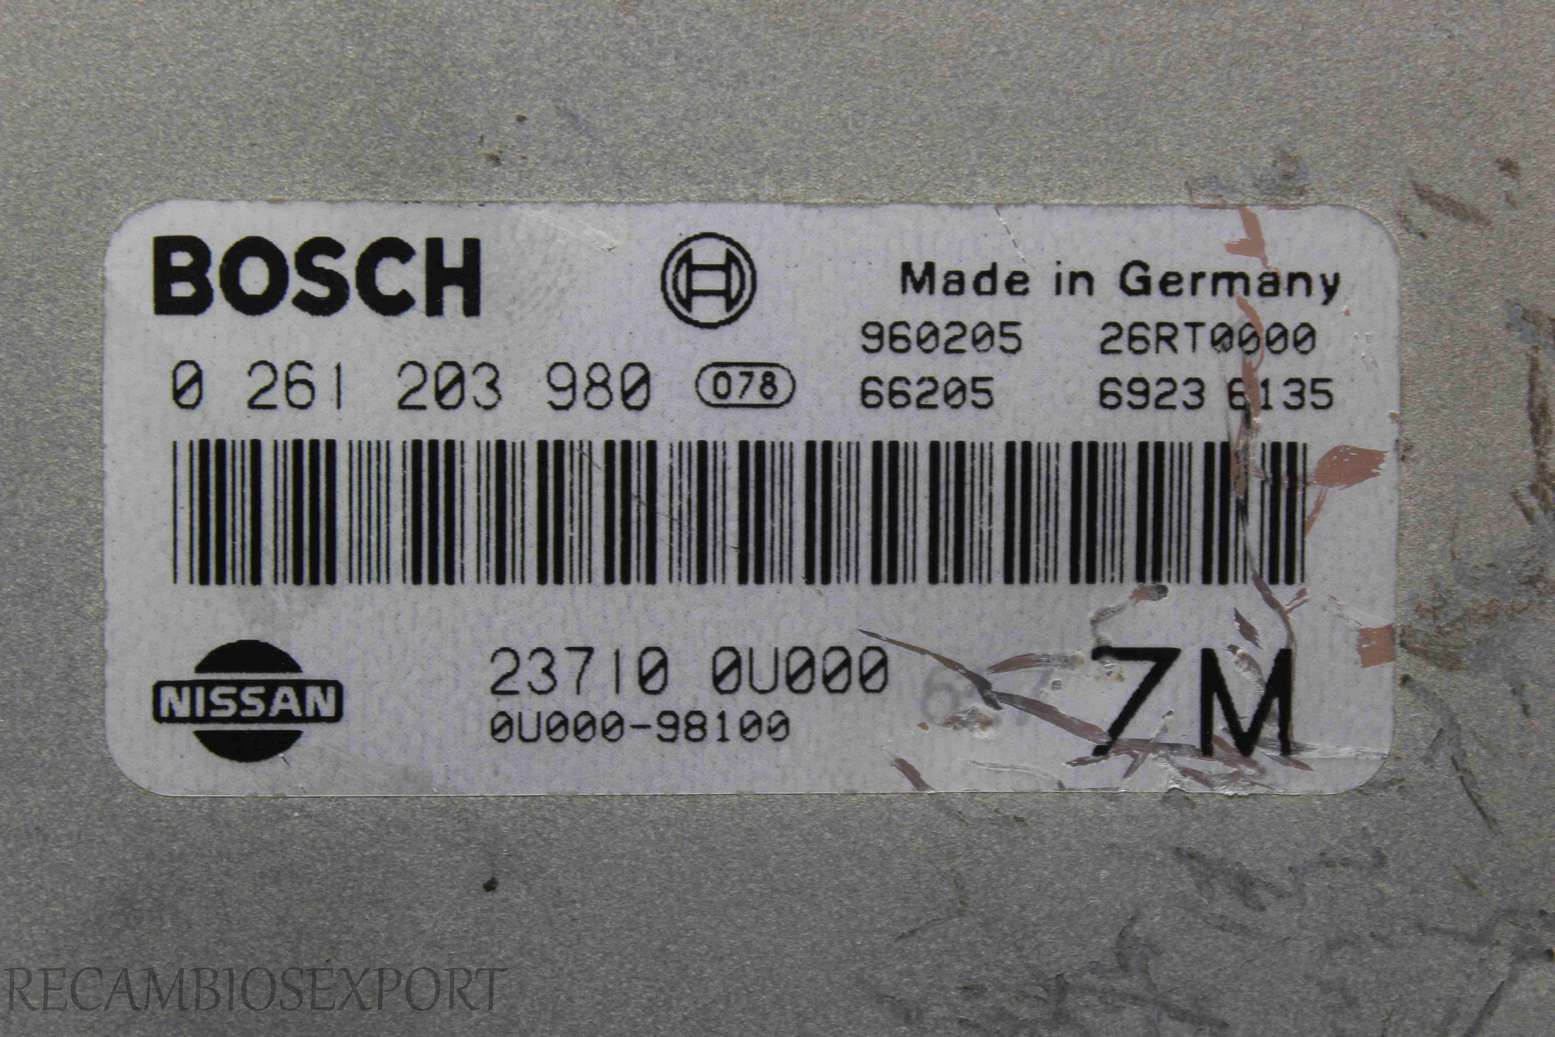 BOSCH
Made in Germany
960205 26RT0000
0 261 203 980 078
66205 6923 6135
NISSAN
23710 0U000
7M
0U000-98100
RECAMBIOSEXPORT